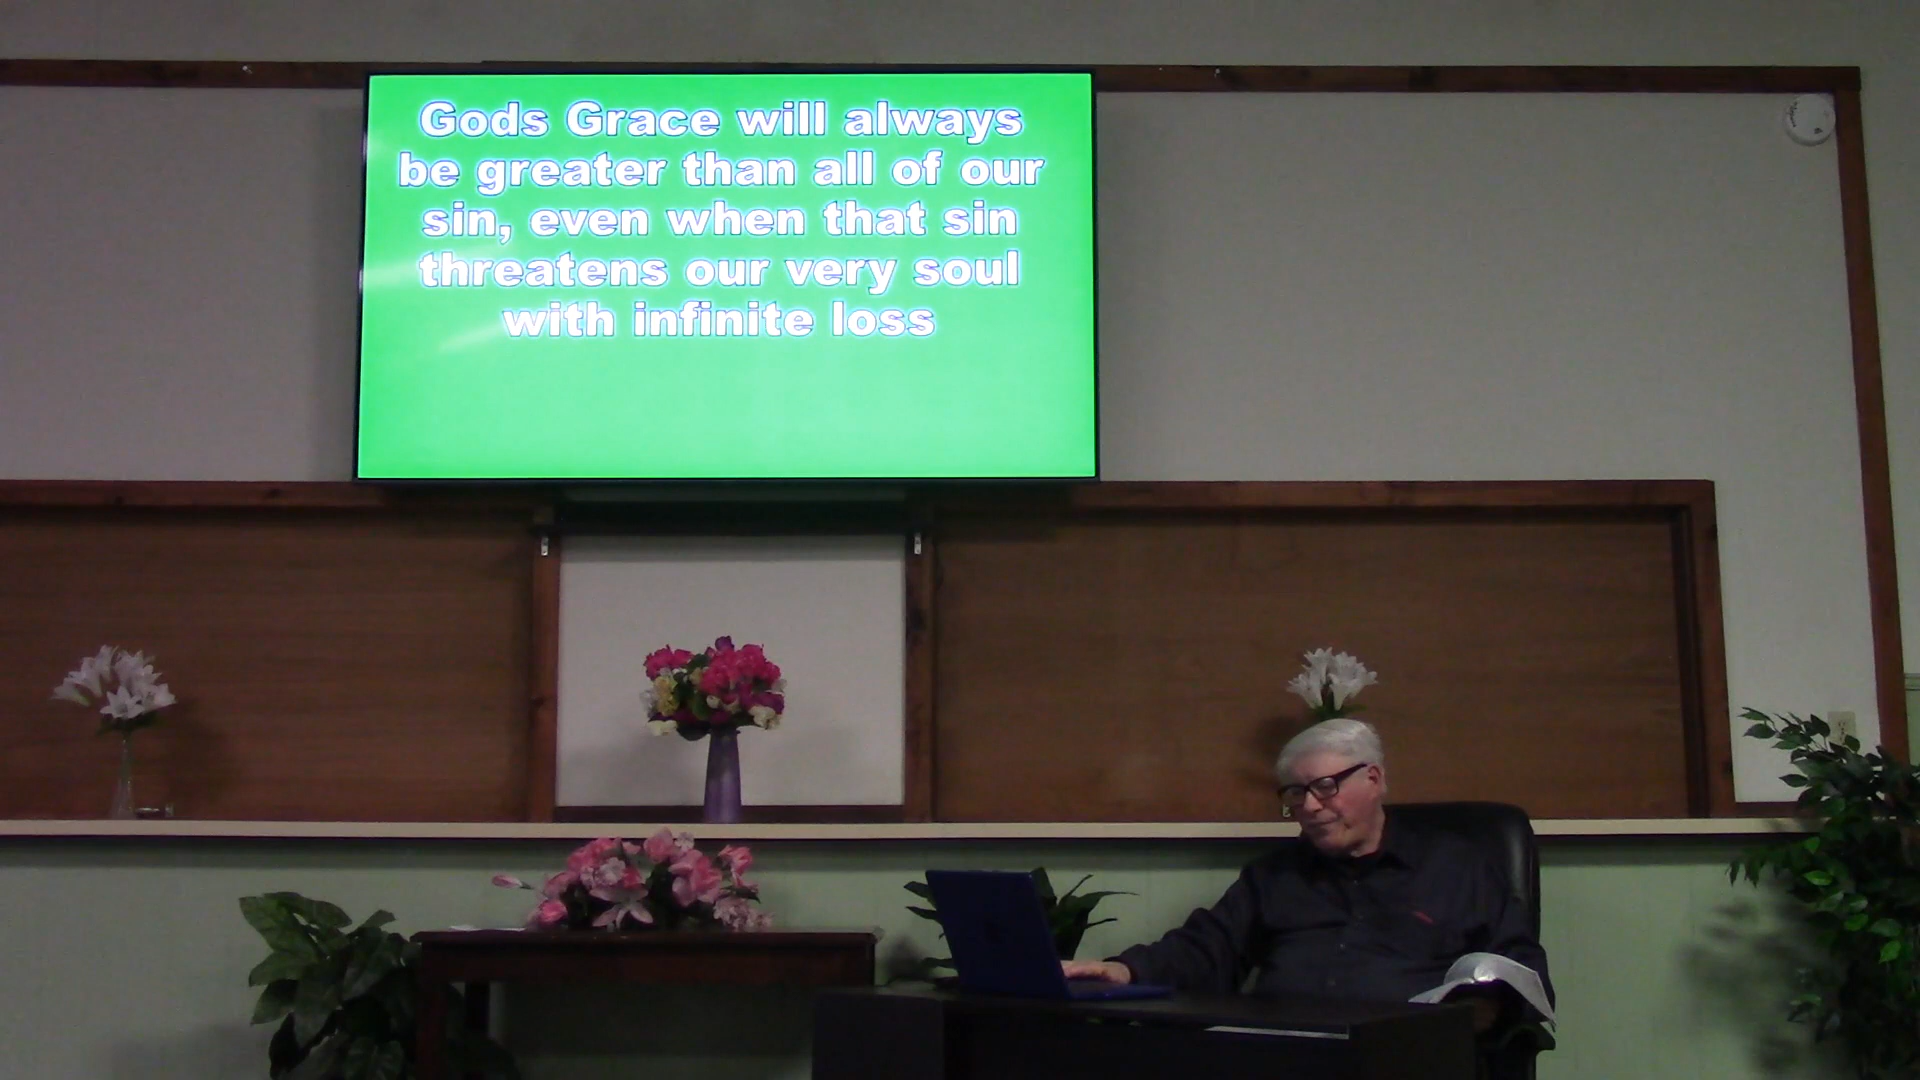 Gods Grace will always
be greater than all of our
sin, even when that sin
threatens our very soul
with infinite loss